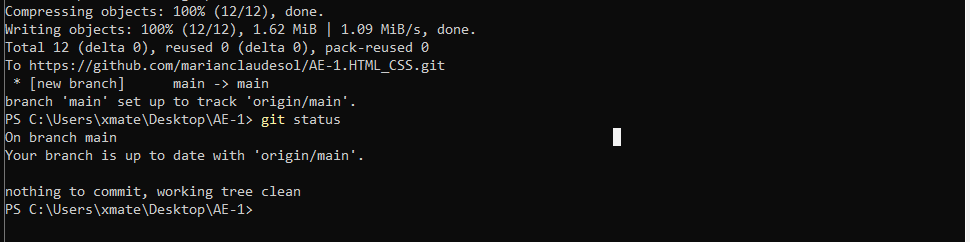 Compressing objects: 100% (12/12), done.
Writing objects: 100% (12/12), 1.62 MiB | 1.09 MiB/s, done.
Total 12 (delta 0), reused 0 (delta 0), pack-reused 0
To https://github.com/marianclaudesol/AE-1.HTML_CSS.git
 * [new branch]      main -> main
branch 'main' set up to track 'origin/main'.
PS C:\Users\xmate\Desktop\AE-1> git status
On branch main
Your branch is up to date with 'origin/main'.

nothing to commit, working tree clean
PS C:\Users\xmate\Desktop\AE-1>